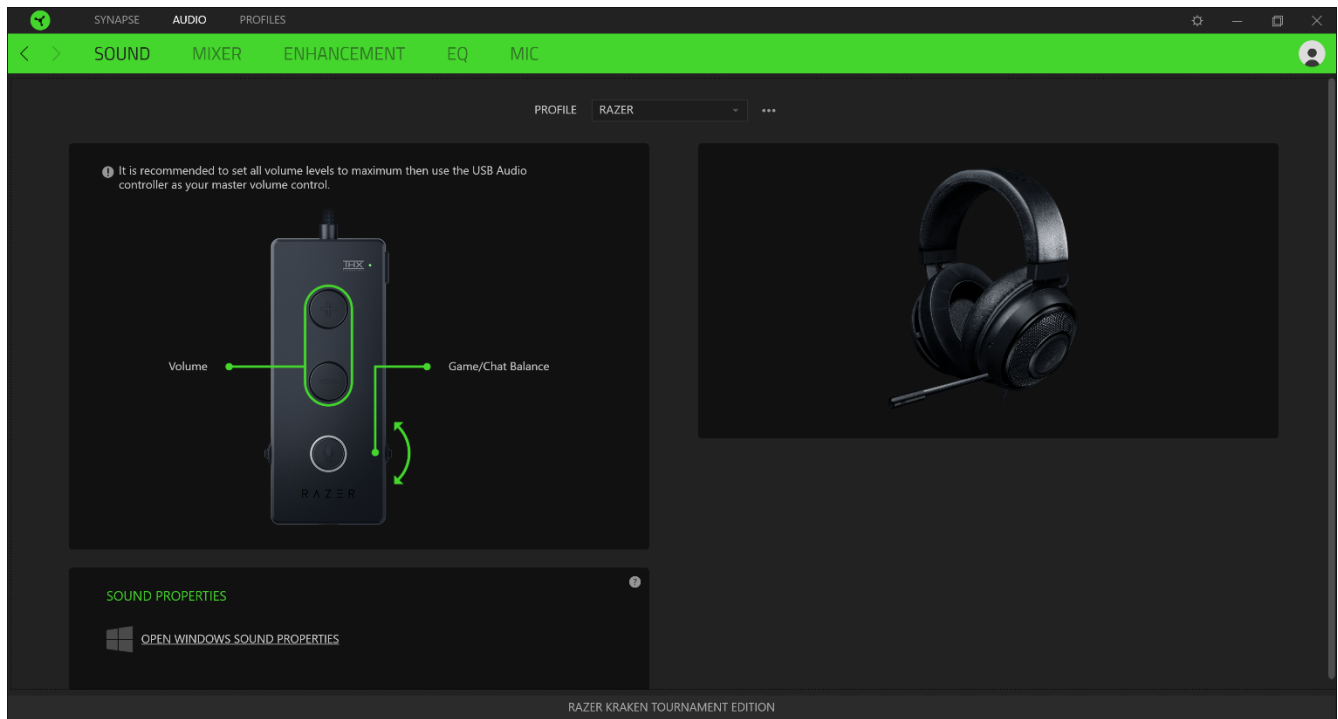 SYNAPSE AUDIO PROFILES
SOUND MIXER ENHANCEMENT EQ MIC
PROFILE RAZER
It is recommended to set all volume levels to maximum then use the USB Audio
controller as your master volume control.
THX
Volume
Game/Chat Balance
RAZER
SOUND PROPERTIES
OPEN WINDOWS SOUND PROPERTIES
RAZER KRAKEN TOURNAMENT EDITION